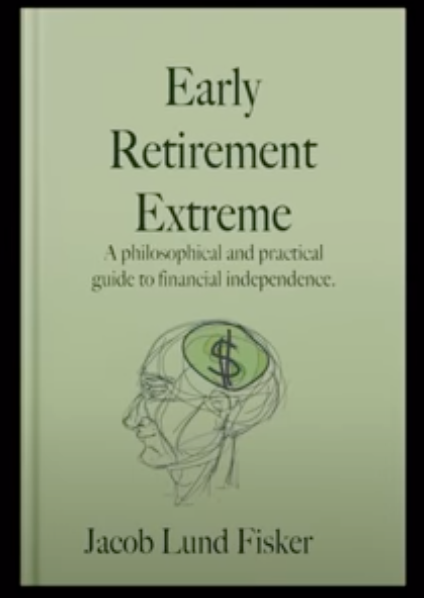 Early
Retirement
Extreme
A philosophical and practical
guide to financial independence.
$
Jacob Lund Fisker